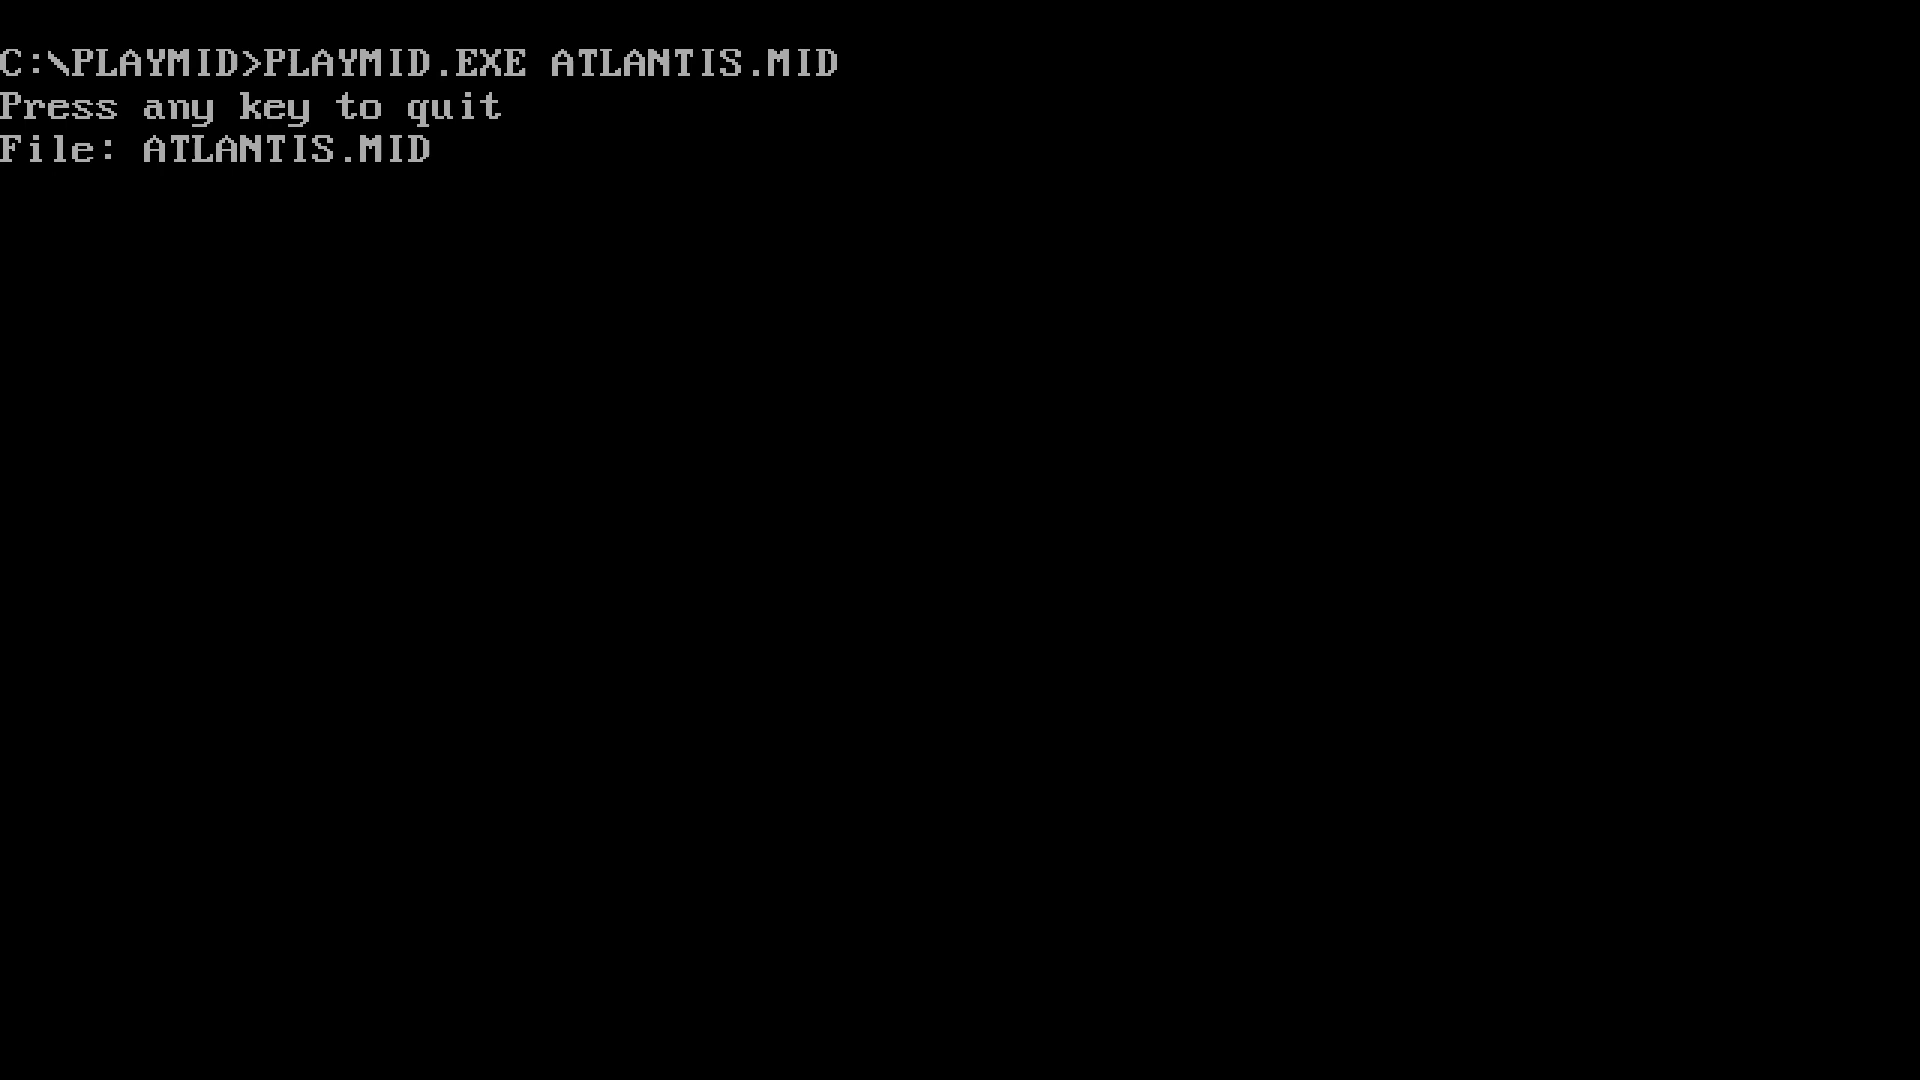 C:\PLAYMID>PLAYMID.EXE ATLANTIS.MID
Press any key to quit
File: ATLANTIS.MID